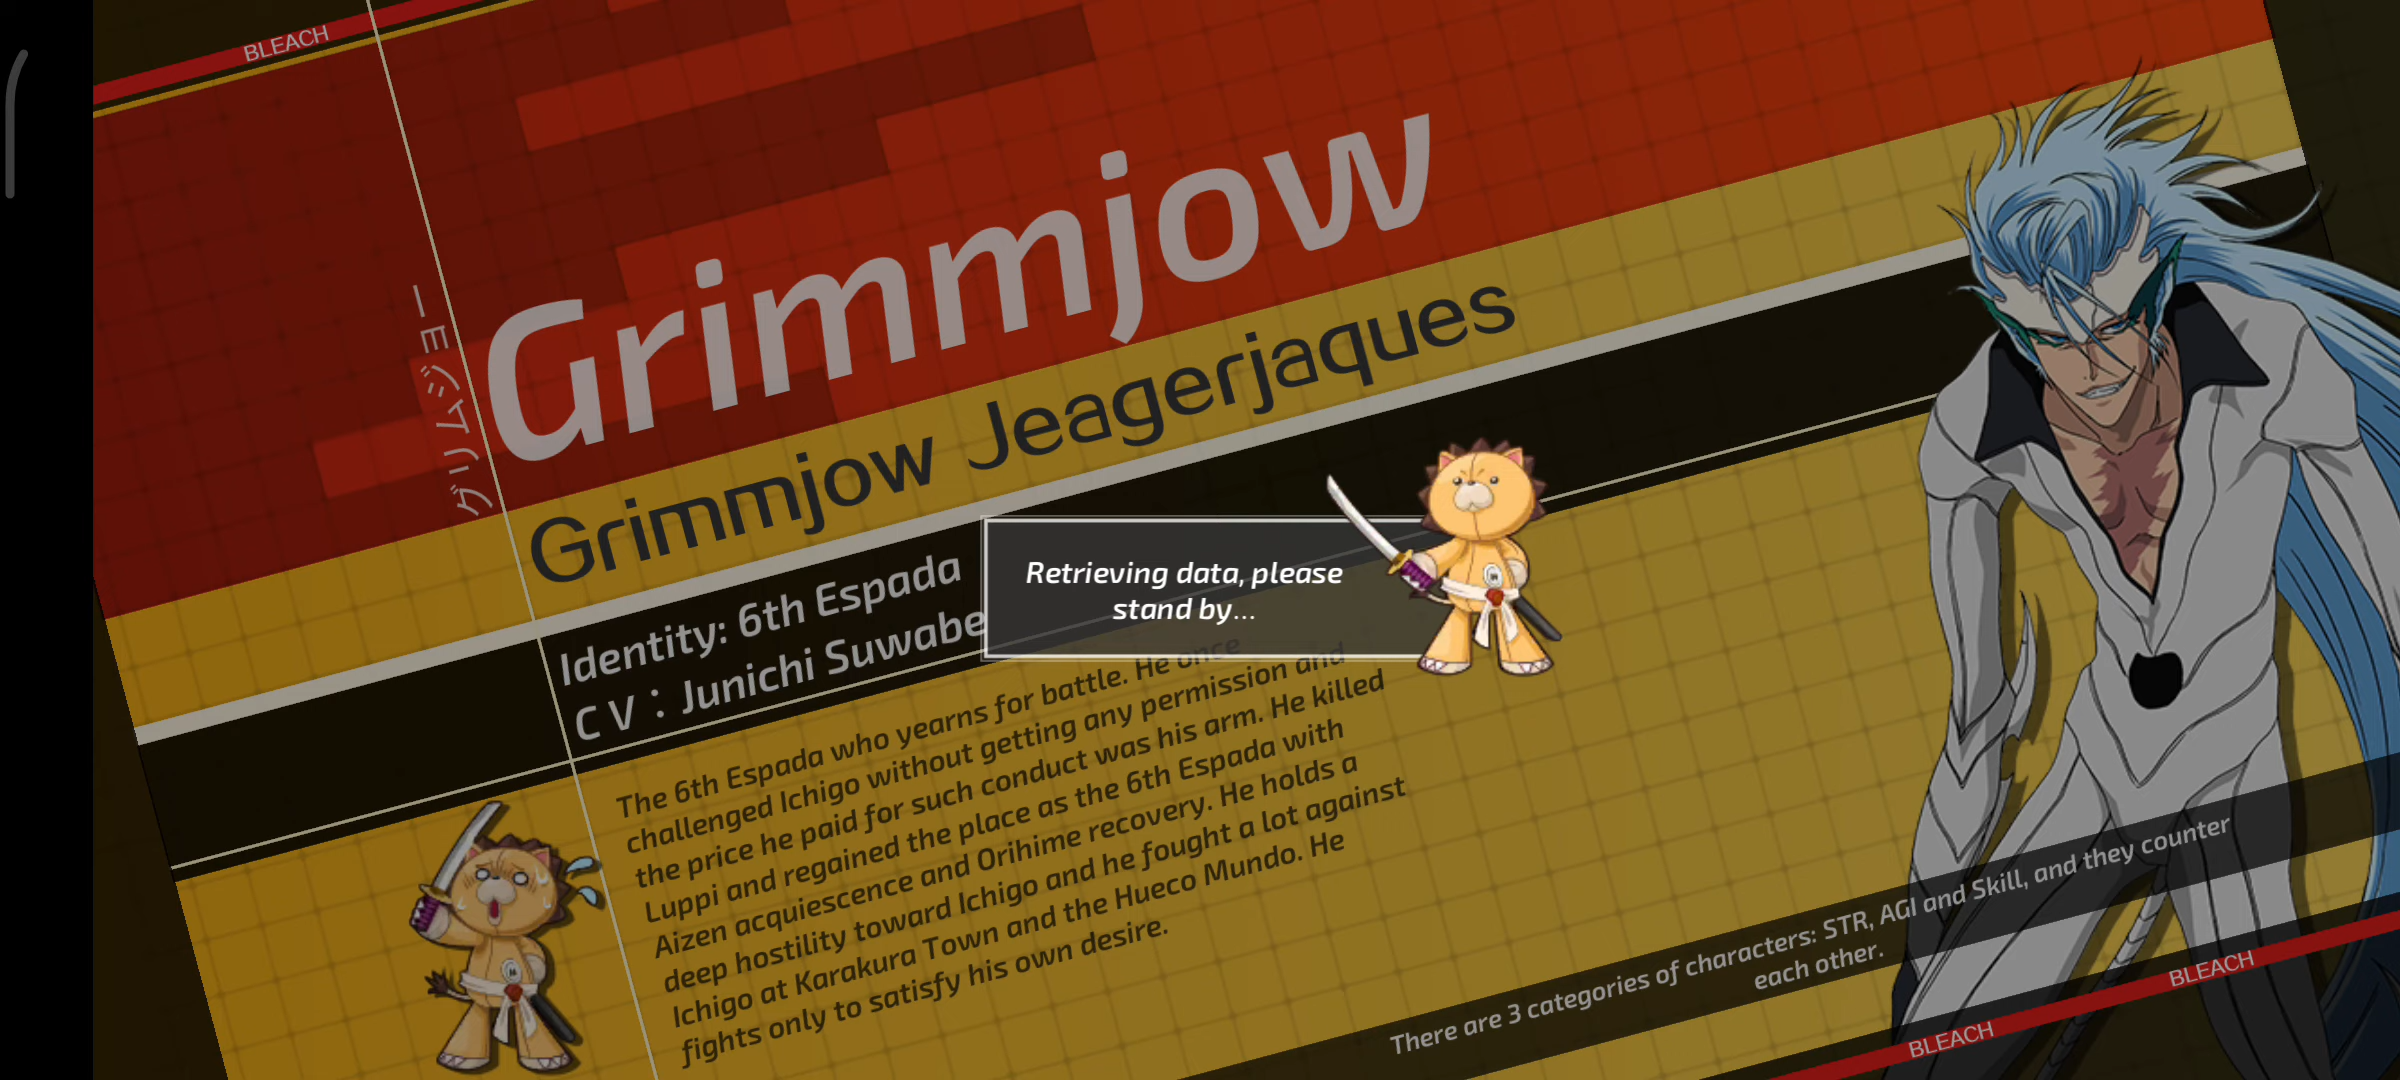 BLEACH
グリムジョー
Grimmjow
Grimmjow Jeagerjaques
Identity: 6th Espada
CV：Junichi Suwabe
Retrieving data, please
stand by...
The 6th Espada who yearns for battle. He once
challenged Ichigo without getting any permission and
the price he paid for such conduct was his arm. He killed
Luppi and regained the place as the 6th Espada with
Aizen acquiescence and Orihime recovery. He holds a
deep hostility toward Ichigo and he fought a lot against
Ichigo at Karakura Town and the Hueco Mundo. He
fights only to satisfy his own desire.
There are 3 categories of characters: STR, AGI and Skill, and they counter
each other.
BLEACH
BLEACH